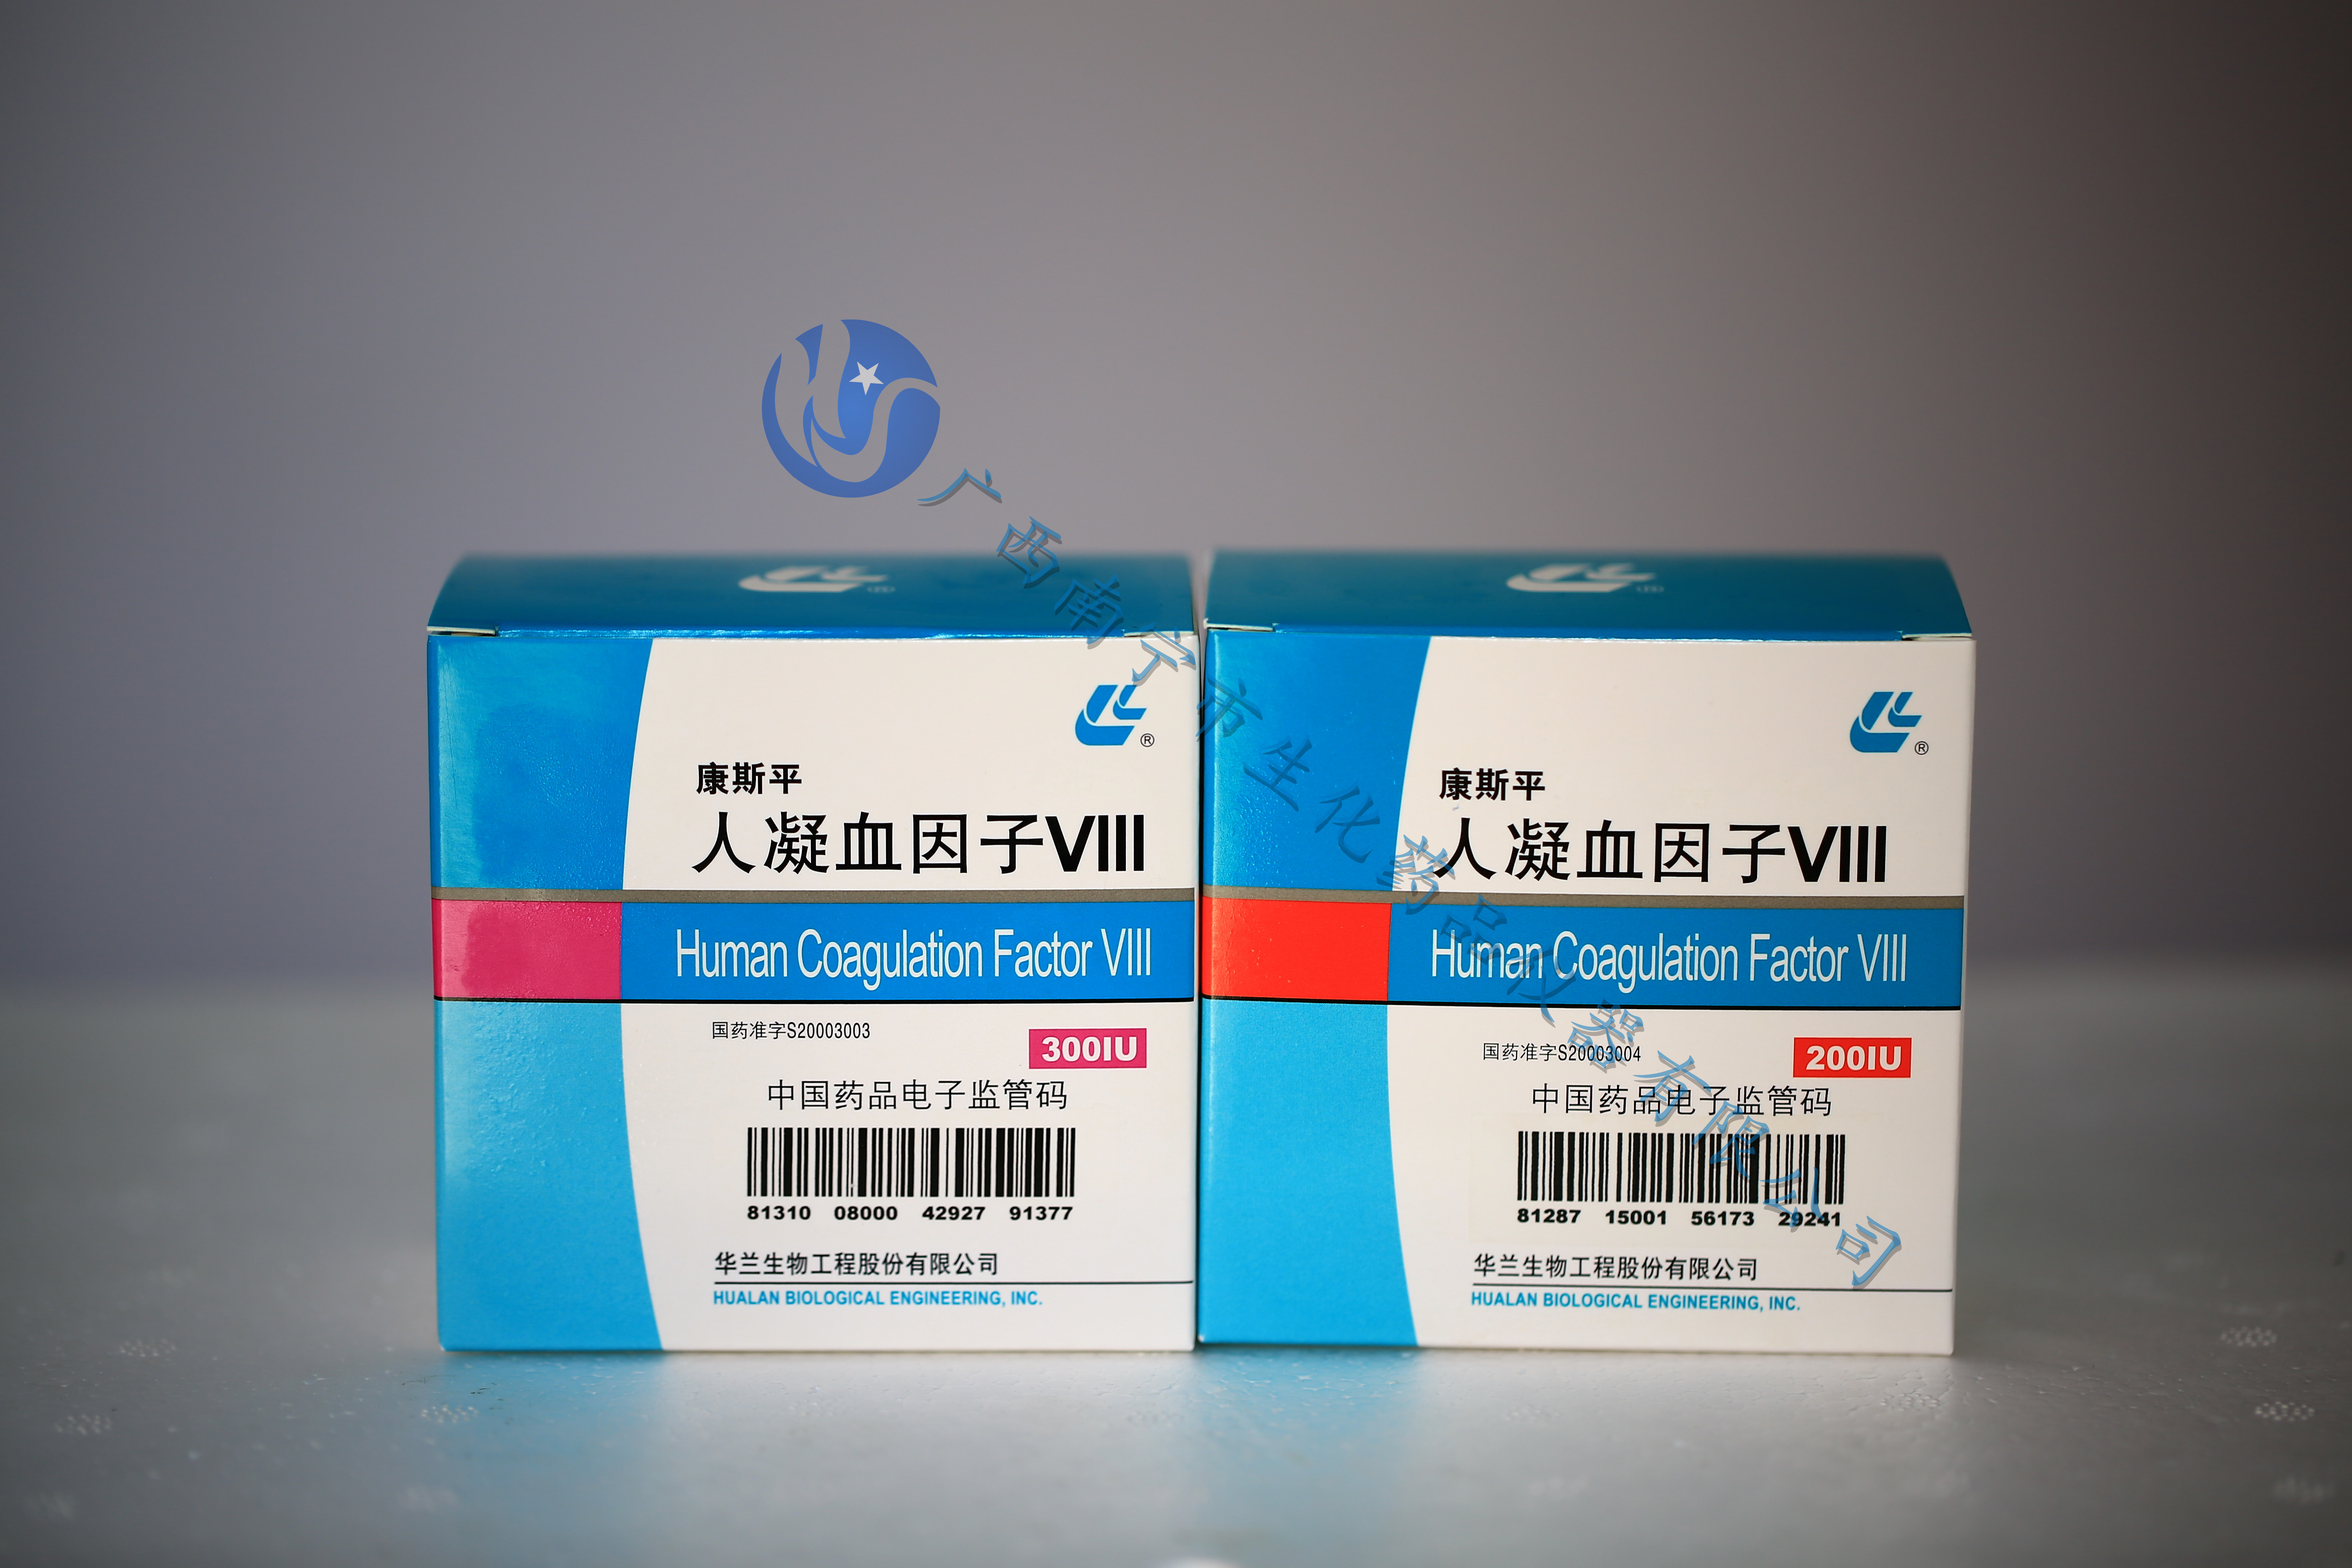 广西南宁市生化药品仪器有限公司
康斯平
人凝血因子VIII
Human Coagulation Factor VIII
国药准字S20003003
300IU
中国药品电子监管码
81310 08000 42927 91377
华兰生物工程股份有限公司
HUALAN BIOLOGICAL ENGINEERING, INC.
康斯平
人凝血因子VIII
Human Coagulation Factor VIII
国药准字S20003004
200IU
中国药品电子监管码
81287 15001 56173 29241
华兰生物工程股份有限公司
HUALAN BIOLOGICAL ENGINEERING, INC.